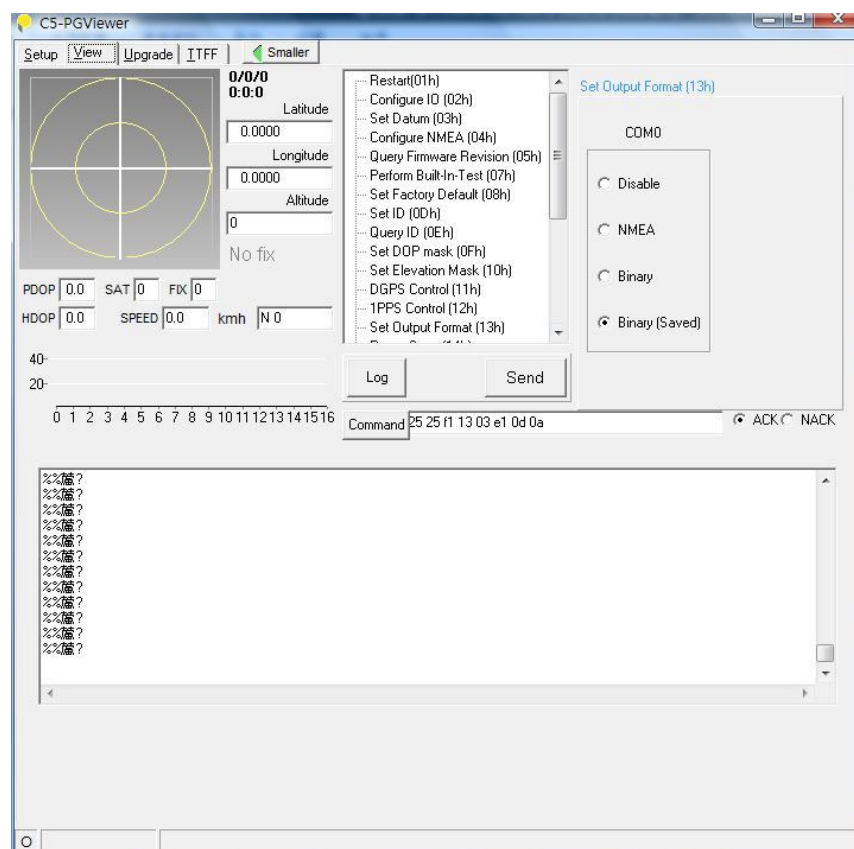 C5-PGViewer
Setup View Upgrade TTFF Smaller
0/0/0
0:0:0
Latitude
0.0000
Longitude
0.0000
Altitude
0
No fix
PDOP 0.0 SAT 0 FIX 0
HDOP 0.0 SPEED 0.0 kmh N 0
40-
20-
0 1 2 3 4 5 6 7 8 9 10 11 12 13 14 15 16
Restart(01h)
Configure IO (02h)
Set Datum (03h)
Configure NMEA (04h)
Query Firmware Revision (05h)
Perform Built-In-Test (07h)
Set Factory Default (08h)
Set ID (0Dh)
Query ID (0Eh)
Set DOP mask (0Fh)
Set Elevation Mask (10h)
DGPS Control (11h)
1PPS Control (12h)
Set Output Format (13h)
Log Send
Set Output Format (13h)
COM0
Disable
NMEA
Binary
Binary (Saved)
Command 25 25 f1 13 03 e1 0d 0a ACK NACK
%% ?
%% ?
%% ?
%% ?
%% ?
%% ?
%% ?
%% ?
%% ?
%% ?
%% ?
%% ?